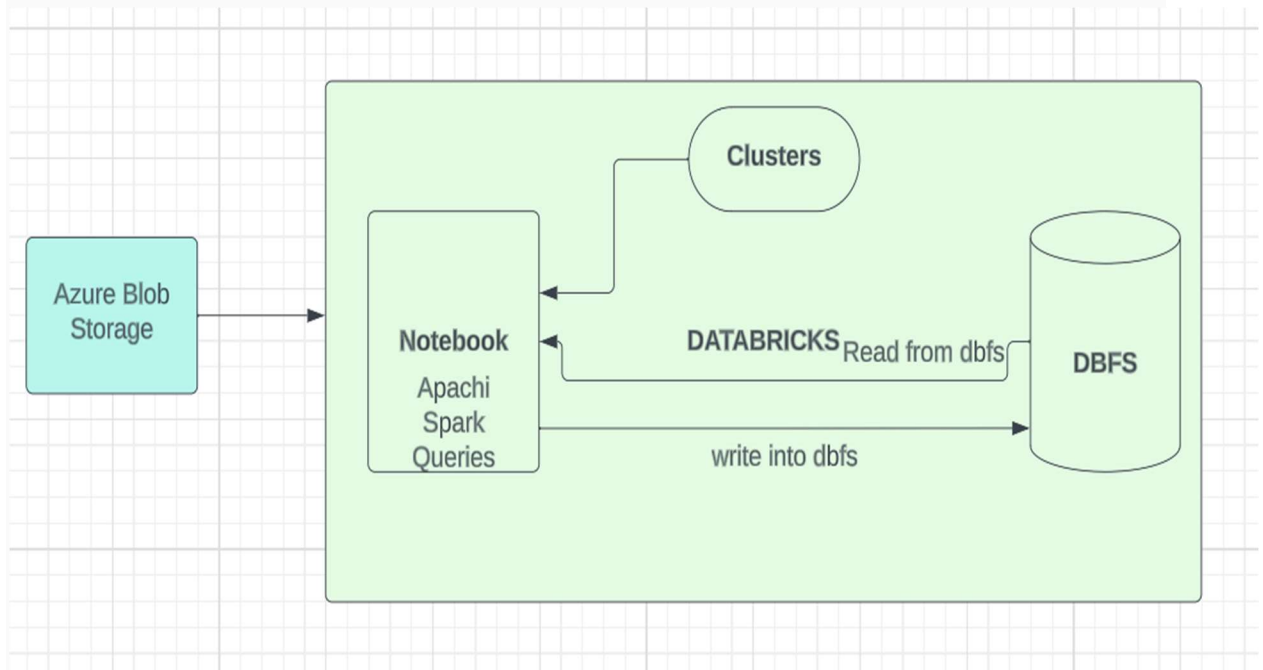 Clusters
Azure Blob
Storage
Notebook
Apachi
Spark
Queries
DATABRICKS
Read from dbfs
write into dbfs
DBFS